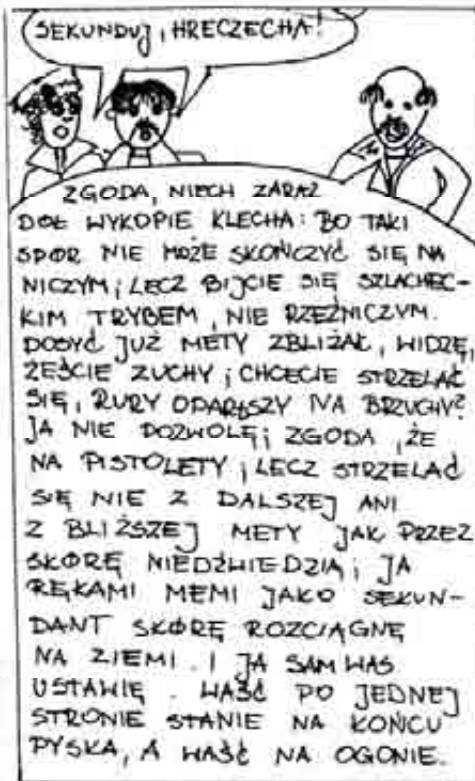 SEKUNDUJ, HRECZECHA!
ZGODA, NIECH ZARAZ
DÓŁ WYKOPIE KLECHA: BO TAKI
SPÓR NIE MOŻE SKOŃCZYĆ SIĘ NA
NICZYM; LECZ BIJCIE SIĘ SZLACHEC-
KIM TRYBEM, NIE RZEŹNICZYM.
DOSYĆ JUŻ METY ZBLIŻAĆ, WIDZĘ,
ŻEŚCIE ZUCHY; CHCECIE STRZELAĆ
SIĘ, RURY OPARŁSZY NA BRZUCHY?
JA NIE DOZWOLĘ; ZGODA, ŻE
NA PISTOLETY; LECZ STRZELAĆ
SIĘ NIE Z DALSZEJ ANI
Z BLIŻSZEJ METY JAK PRZEZ
SKÓRĘ NIEDŹWIEDZIĄ; JA
RĘKAMI MEMI JAKO SEKUN-
DANT SKÓRĘ ROZCIĄGNĘ
NA ZIEMI. I JA SAM WAS
USTAWIĘ. WAŚĆ PO JEDNEJ
STRONIE STANIE NA KOŃCU
PYSKA, A WAŚĆ NA OGONIE.